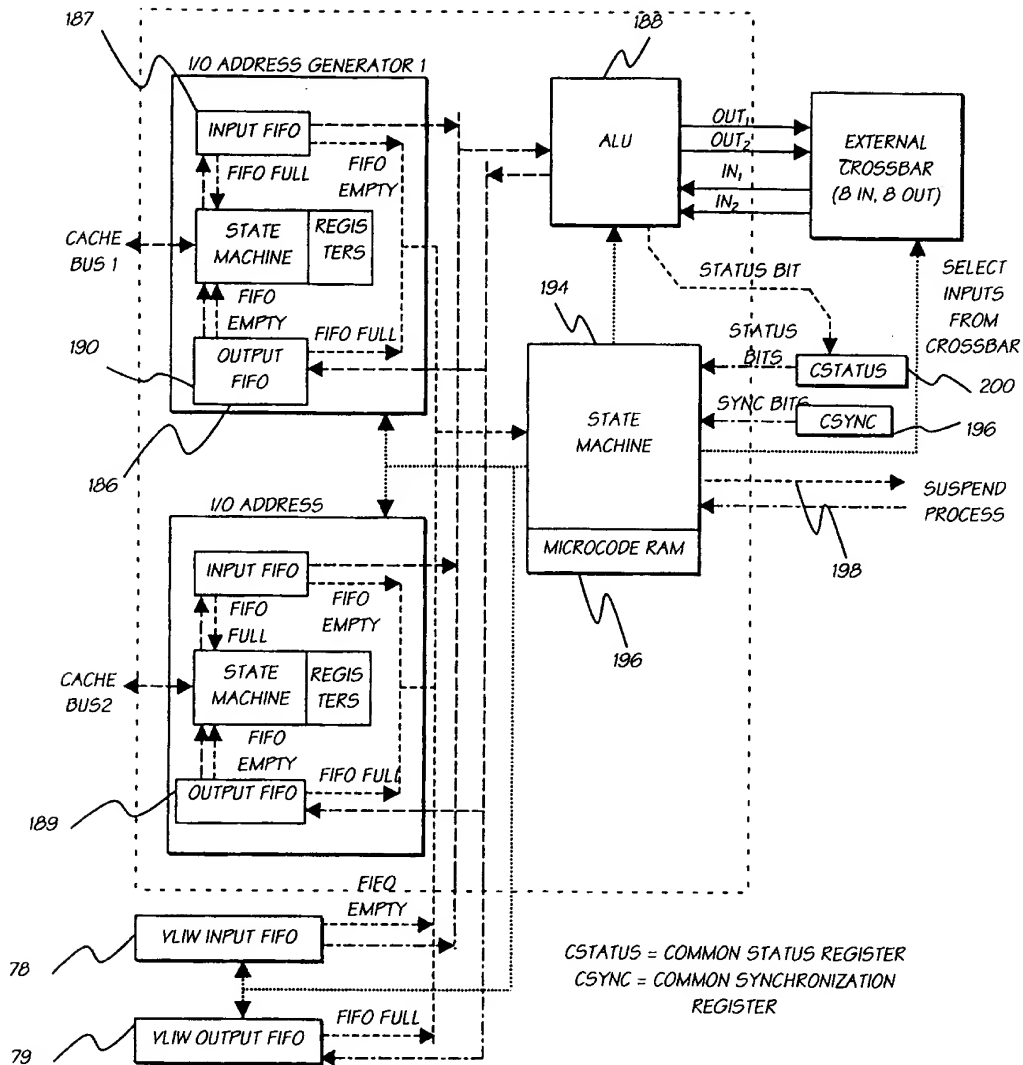 187
188
I/O ADDRESS GENERATOR 1
INPUT FIFO
FIFO FULL
FIFO
EMPTY
STATE
MACHINE
REGIS
TERS
CACHE
BUS 1
FIFO
EMPTY
OUTPUT
FIFO
FIFO FULL
190
186
ALU
OUT1
OUT2
IN1
IN2
EXTERNAL
CROSSBAR
(8 IN, 8 OUT)
STATUS BIT
SELECT
INPUTS
FROM
CROSSBAR
194
STATUS
BITS
CSTATUS
200
SYNC BITS
CSYNC
196
STATE
MACHINE
MICROCODE RAM
196
SUSPEND
PROCESS
198
I/O ADDRESS
INPUT FIFO
FIFO
FULL
FIFO
EMPTY
STATE
MACHINE
REGIS
TERS
CACHE
BUS2
FIFO
EMPTY
OUTPUT FIFO
FIFO FULL
189
FIFO
EMPTY
VLIW INPUT FIFO
78
VLIW OUTPUT FIFO
FIFO FULL
79
CSTATUS = COMMON STATUS REGISTER
CSYNC = COMMON SYNCHRONIZATION
REGISTER